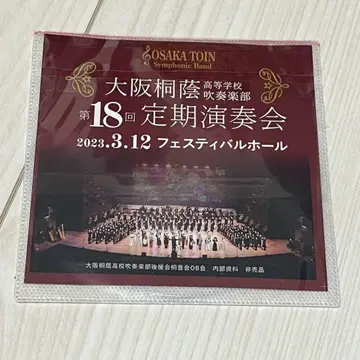 OSAKA TOIN
Symphonic Band
大阪桐蔭 高等学校 吹奏楽部
第18回 定期演奏会
2023.3.12 フェスティバルホール
大阪桐蔭高校吹奏楽部後援会桐音会OB会 内部資料 非売品